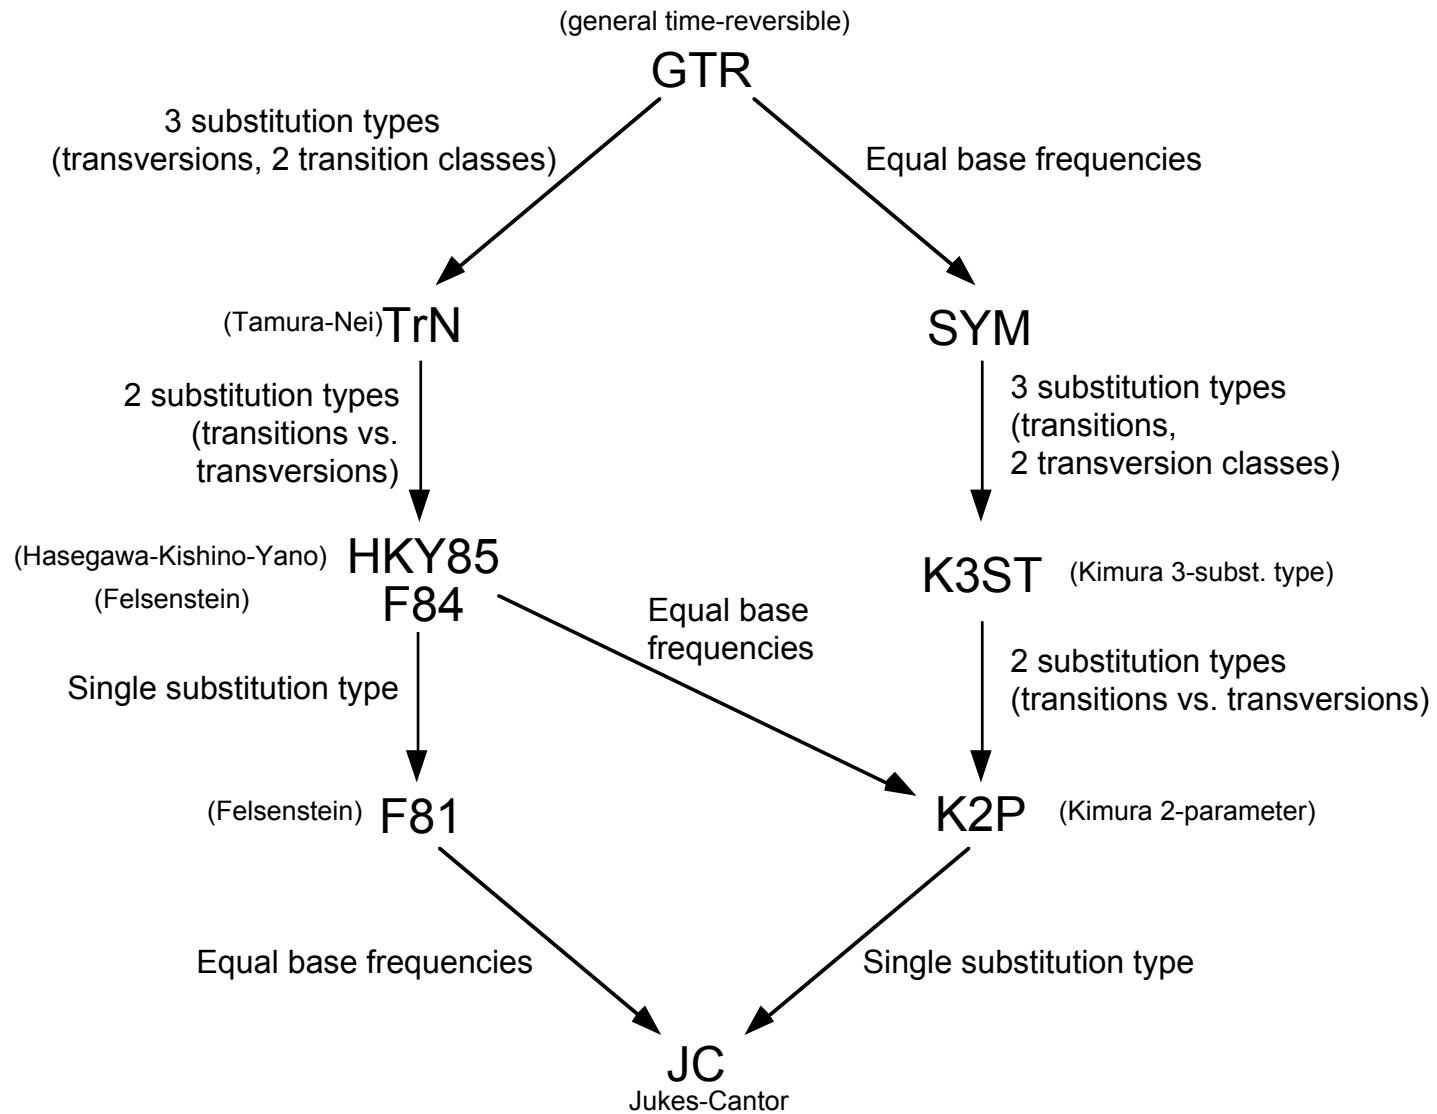 (general time-reversible)
GTR
3 substitution types
(transversions, 2 transition classes)
Equal base frequencies
(Tamura-Nei) TrN
SYM
2 substitution types
(transitions vs.
transversions)
3 substitution types
(transitions,
2 transversion classes)
(Hasegawa-Kishino-Yano) HKY85
(Felsenstein) F84
K3ST (Kimura 3-subst. type)
Equal base
frequencies
Single substitution type
2 substitution types
(transitions vs. transversions)
(Felsenstein) F81
K2P (Kimura 2-parameter)
Equal base frequencies
Single substitution type
JC
Jukes-Cantor